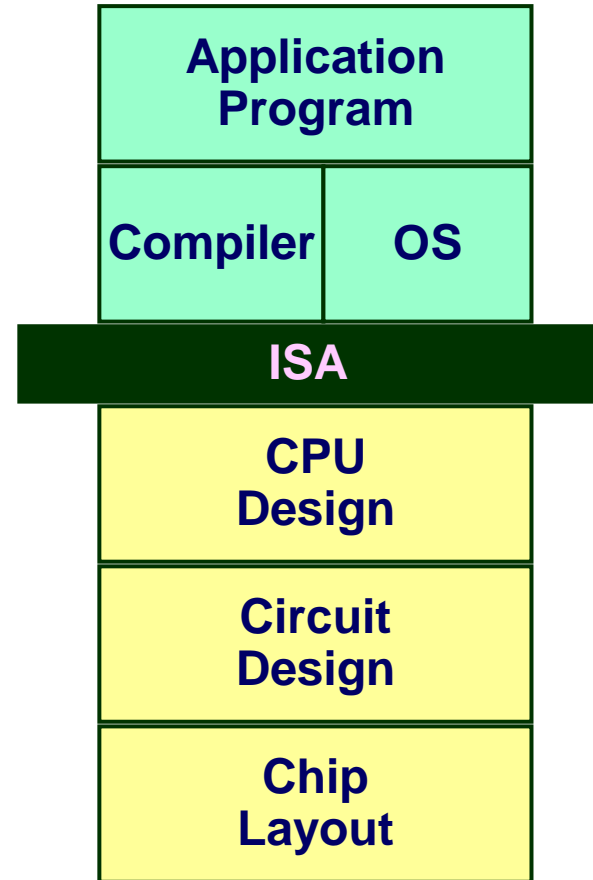 Application
Program
Compiler OS
ISA
CPU
Design
Circuit
Design
Chip
Layout